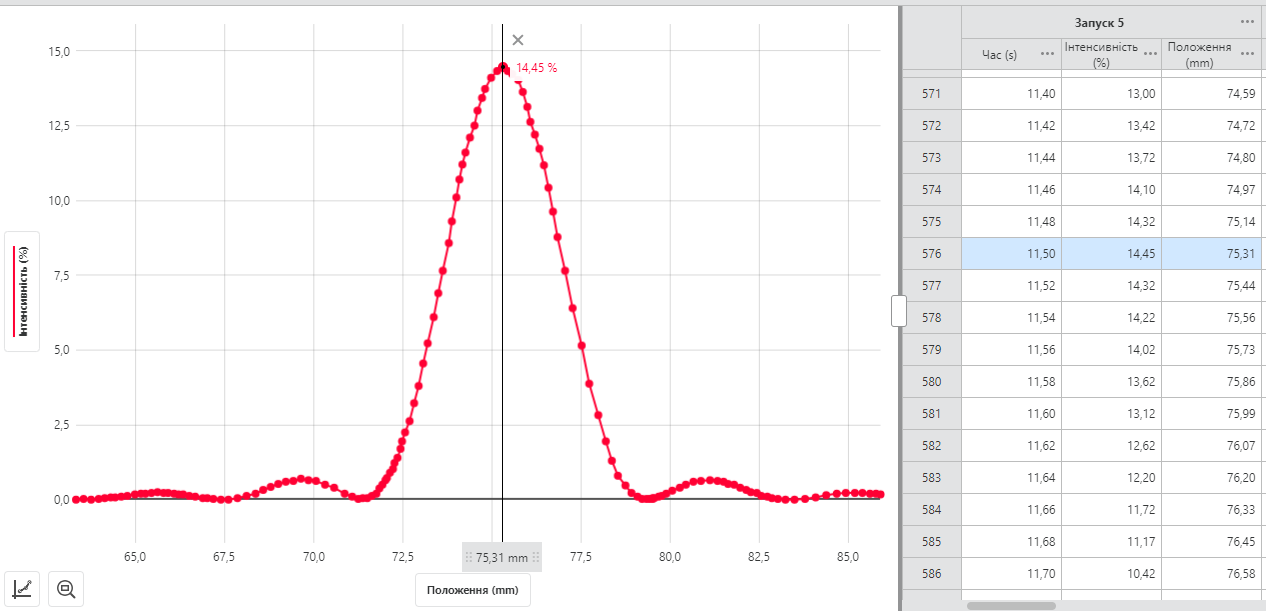 15,0
12,5
10,0
7,5
5,0
2,5
0,0
Інтенсивність (%)
14,45 %
65,0 67,5 70,0 72,5 75,31 mm 77,5 80,0 82,5 85,0
Положення (mm)
Запуск 5
Час (s) Інтенсивність (%) Положення (mm)
571 11,40 13,00 74,59
572 11,42 13,42 74,72
573 11,44 13,72 74,80
574 11,46 14,10 74,97
575 11,48 14,32 75,14
576 11,50 14,45 75,31
577 11,52 14,32 75,44
578 11,54 14,22 75,56
579 11,56 14,02 75,73
580 11,58 13,62 75,86
581 11,60 13,12 75,99
582 11,62 12,62 76,07
583 11,64 12,20 76,20
584 11,66 11,72 76,33
585 11,68 11,17 76,45
586 11,70 10,42 76,58